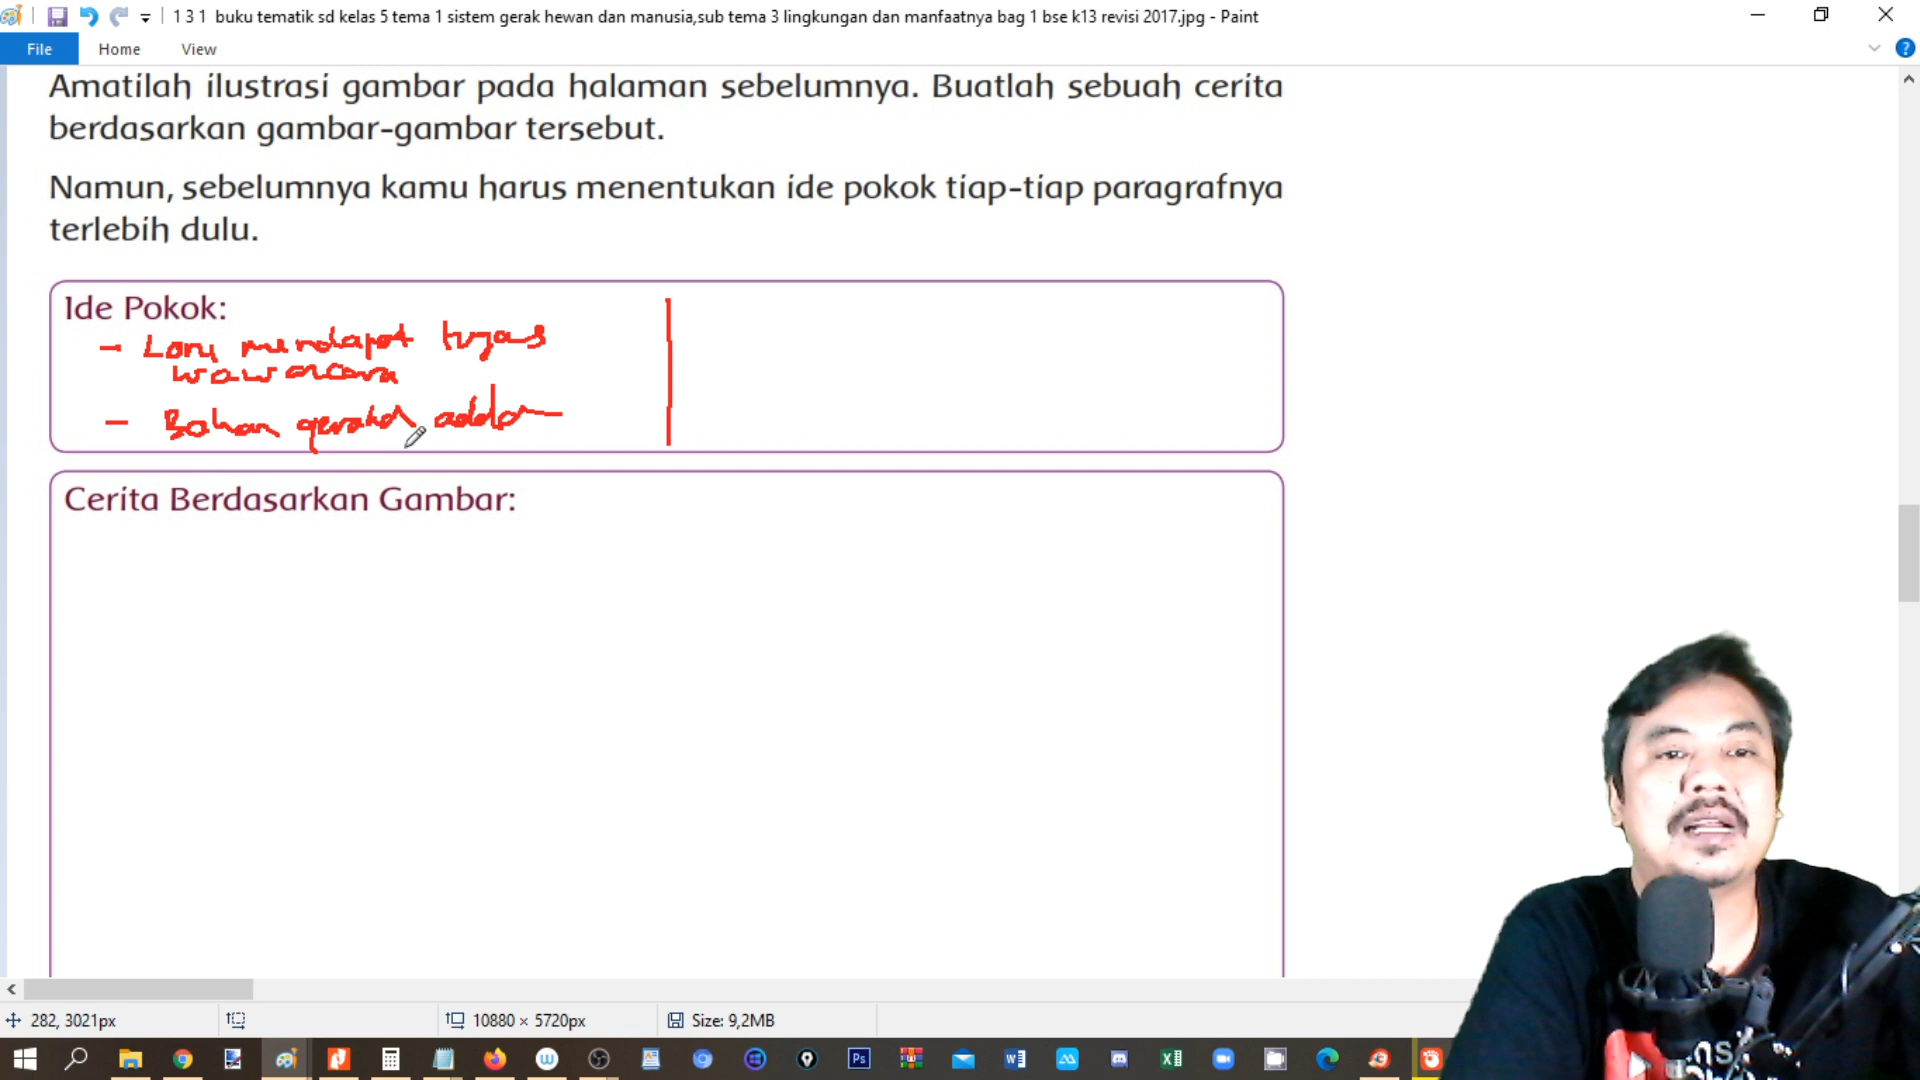 1 3 1 buku tematik sd kelas 5 tema 1 sistem gerak hewan dan manusia,sub tema 3 lingkungan dan manfaatnya bag 1 bse k13 revisi 2017.jpg - Paint
File Home View
Amatilah ilustrasi gambar pada halaman sebelumnya. Buatlah sebuah cerita
berdasarkan gambar-gambar tersebut.
Namun, sebelumnya kamu harus menentukan ide pokok tiap-tiap paragrafnya
terlebih dulu.
Ide Pokok:
- Lani mendapat tugas
wawancara
- Bahan gerabah
Cerita Berdasarkan Gambar:
282, 3021px 10880 × 5720px Size: 9,2MB